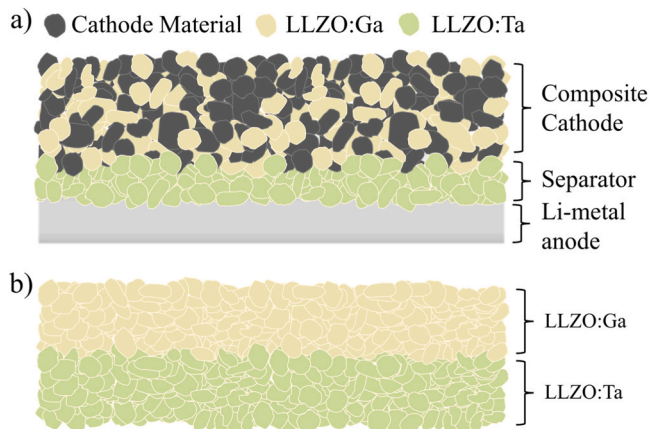 a) Cathode Material LLZO:Ga LLZO:Ta
Composite
Cathode
Separator
Li-metal
anode
b)
LLZO:Ga
LLZO:Ta